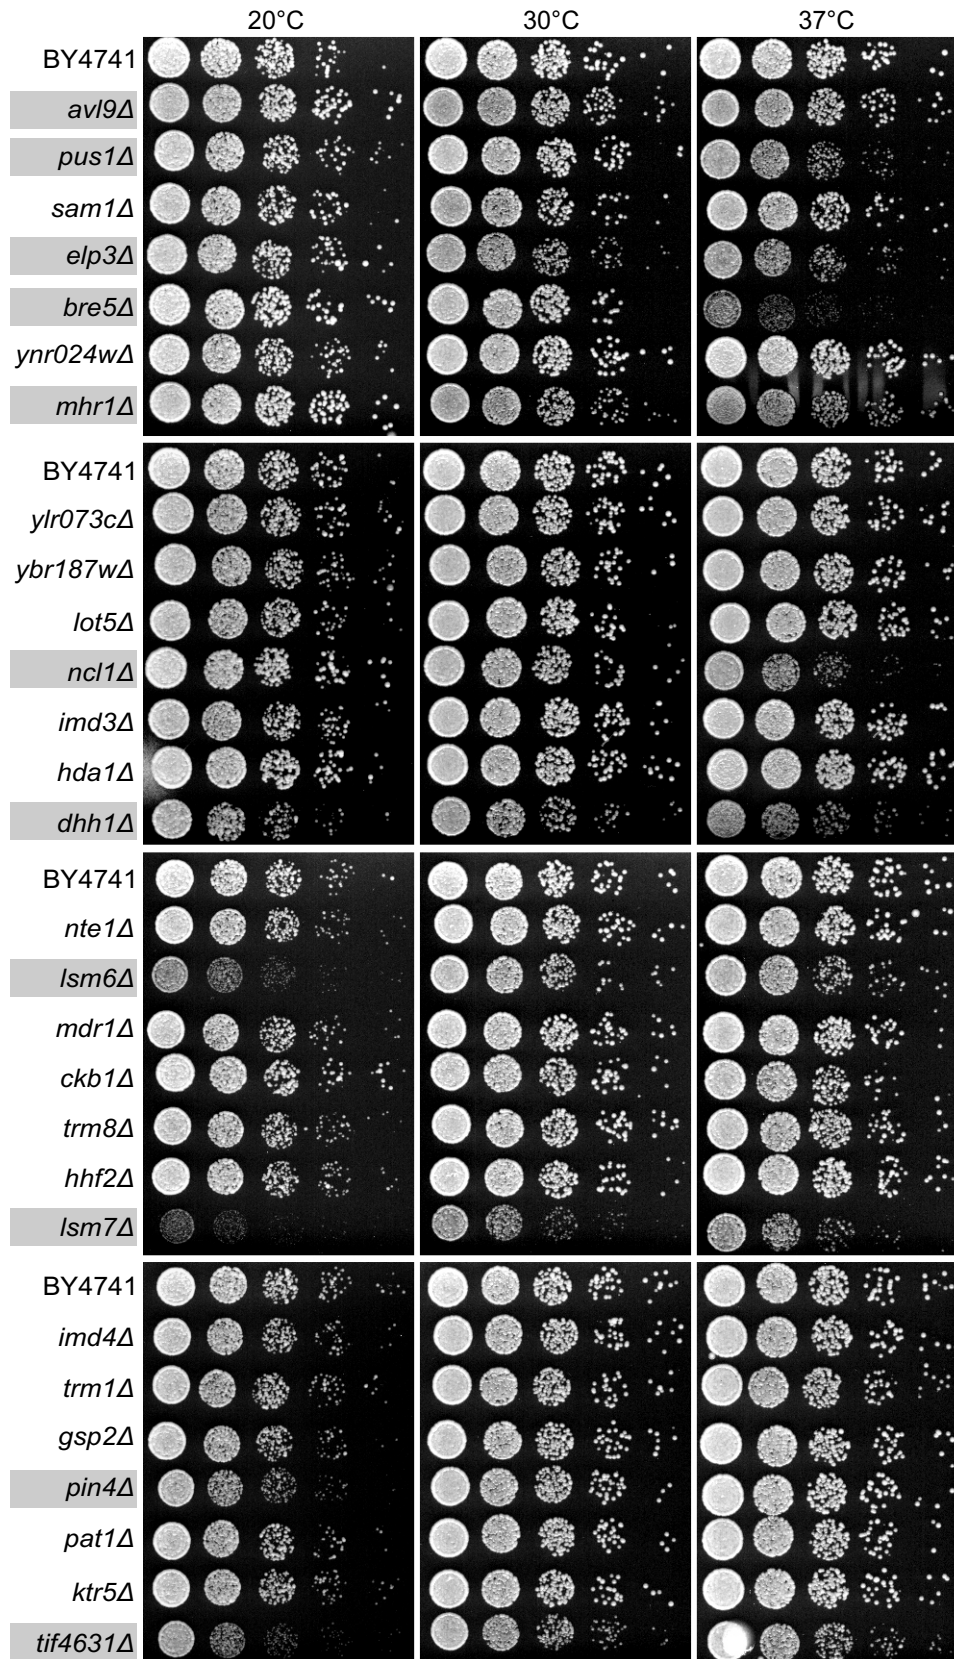 20°C 30°C 37°C
BY4741
avl9Δ
pus1Δ
sam1Δ
elp3Δ
bre5Δ
ynr024wΔ
mhr1Δ
BY4741
ylr073cΔ
ybr187wΔ
lot5Δ
ncl1Δ
imd3Δ
hda1Δ
dhh1Δ
BY4741
nte1Δ
lsm6Δ
mdr1Δ
ckb1Δ
trm8Δ
hhf2Δ
lsm7Δ
BY4741
imd4Δ
trm1Δ
gsp2Δ
pin4Δ
pat1Δ
ktr5Δ
tif4631Δ